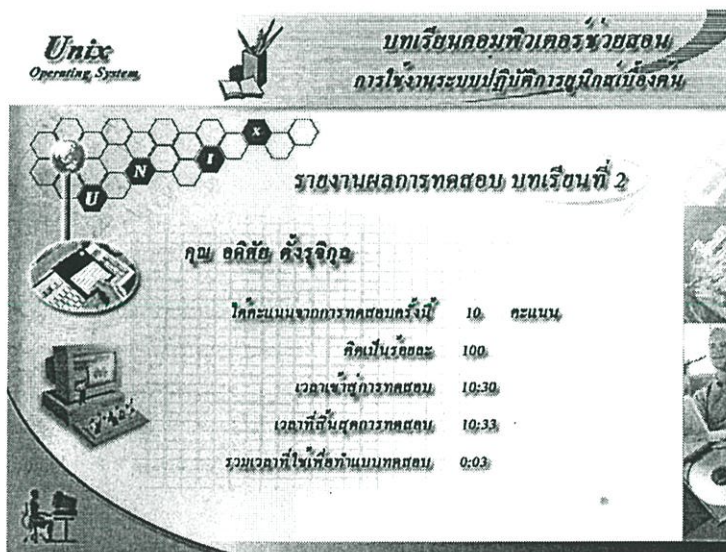 Unix
Operating System
บทเรียนคอมพิวเตอร์ช่วยสอน
การใช้งานระบบปฏิบัติการยูนิกส์เบื้องต้น
U N I X
รายงานผลการทดสอบ บทเรียนที่ 2
คุณ อดิศัย ตั้งรุจิกุล
ได้คะแนนจากการทดสอบครั้งนี้ 10 คะแนน
คิดเป็นร้อยละ 100
เวลาเข้าสู่การทดสอบ 10:30
เวลาที่สิ้นสุดการทดสอบ 10:33
รวมเวลาที่ใช้เพื่อทำแบบทดสอบ 0:03